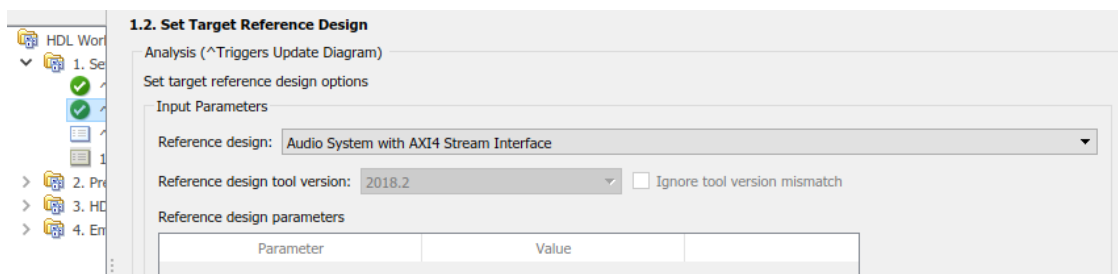 1.2. Set Target Reference Design
HDL Worl
Analysis (^Triggers Update Diagram)
1. Se
Set target reference design options
^
Input Parameters
^
Reference design: Audio System with AXI4 Stream Interface
^
1
Reference design tool version: 2018.2 Ignore tool version mismatch
2. Pre
3. HD
Reference design parameters
4. Em
Parameter Value